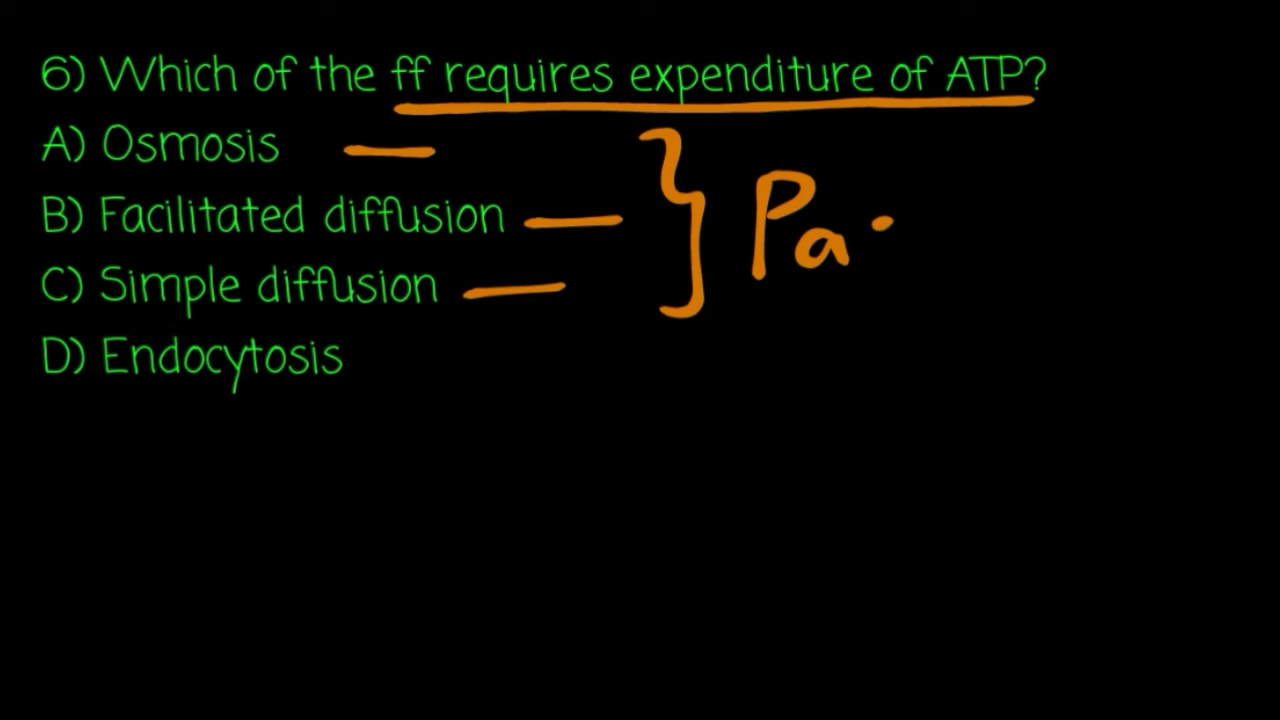 6) Which of the ff requires expenditure of ATP?
A) Osmosis
B) Facilitated diffusion
C) Simple diffusion
D) Endocytosis
Pa